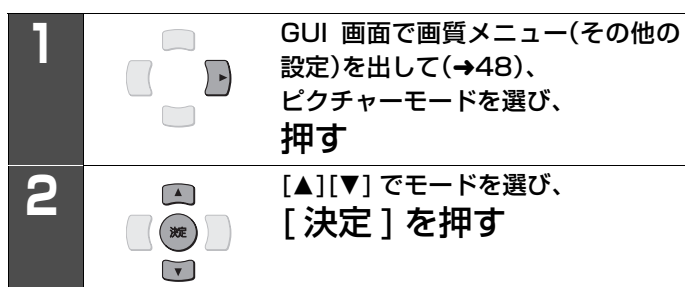 1
GUI 画面で画質メニュー(その他の
設定)を出して(➜48)、
ピクチャーモードを選び、
押す
2
決定
[▲][▼] でモードを選び、
[ 決定 ] を押す